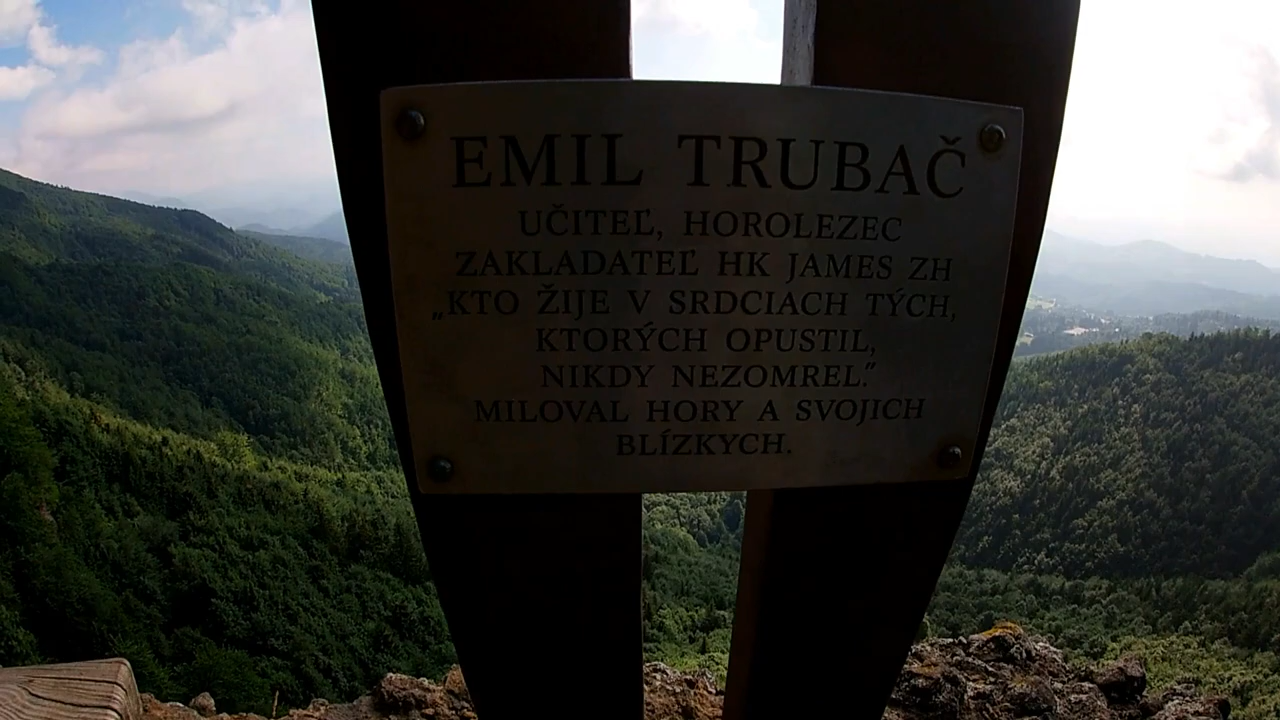 EMIL TRUBAČ
UČITEĽ, HOROLEZEC
ZAKLADATEĽ HK JAMES ZH
„KTO ŽIJE V SRDCIACH TÝCH,
KTORÝCH OPUSTIL,
NIKDY NEZOMREL.”
MILOVAL HORY A SVOJICH
BLÍZKYCH.